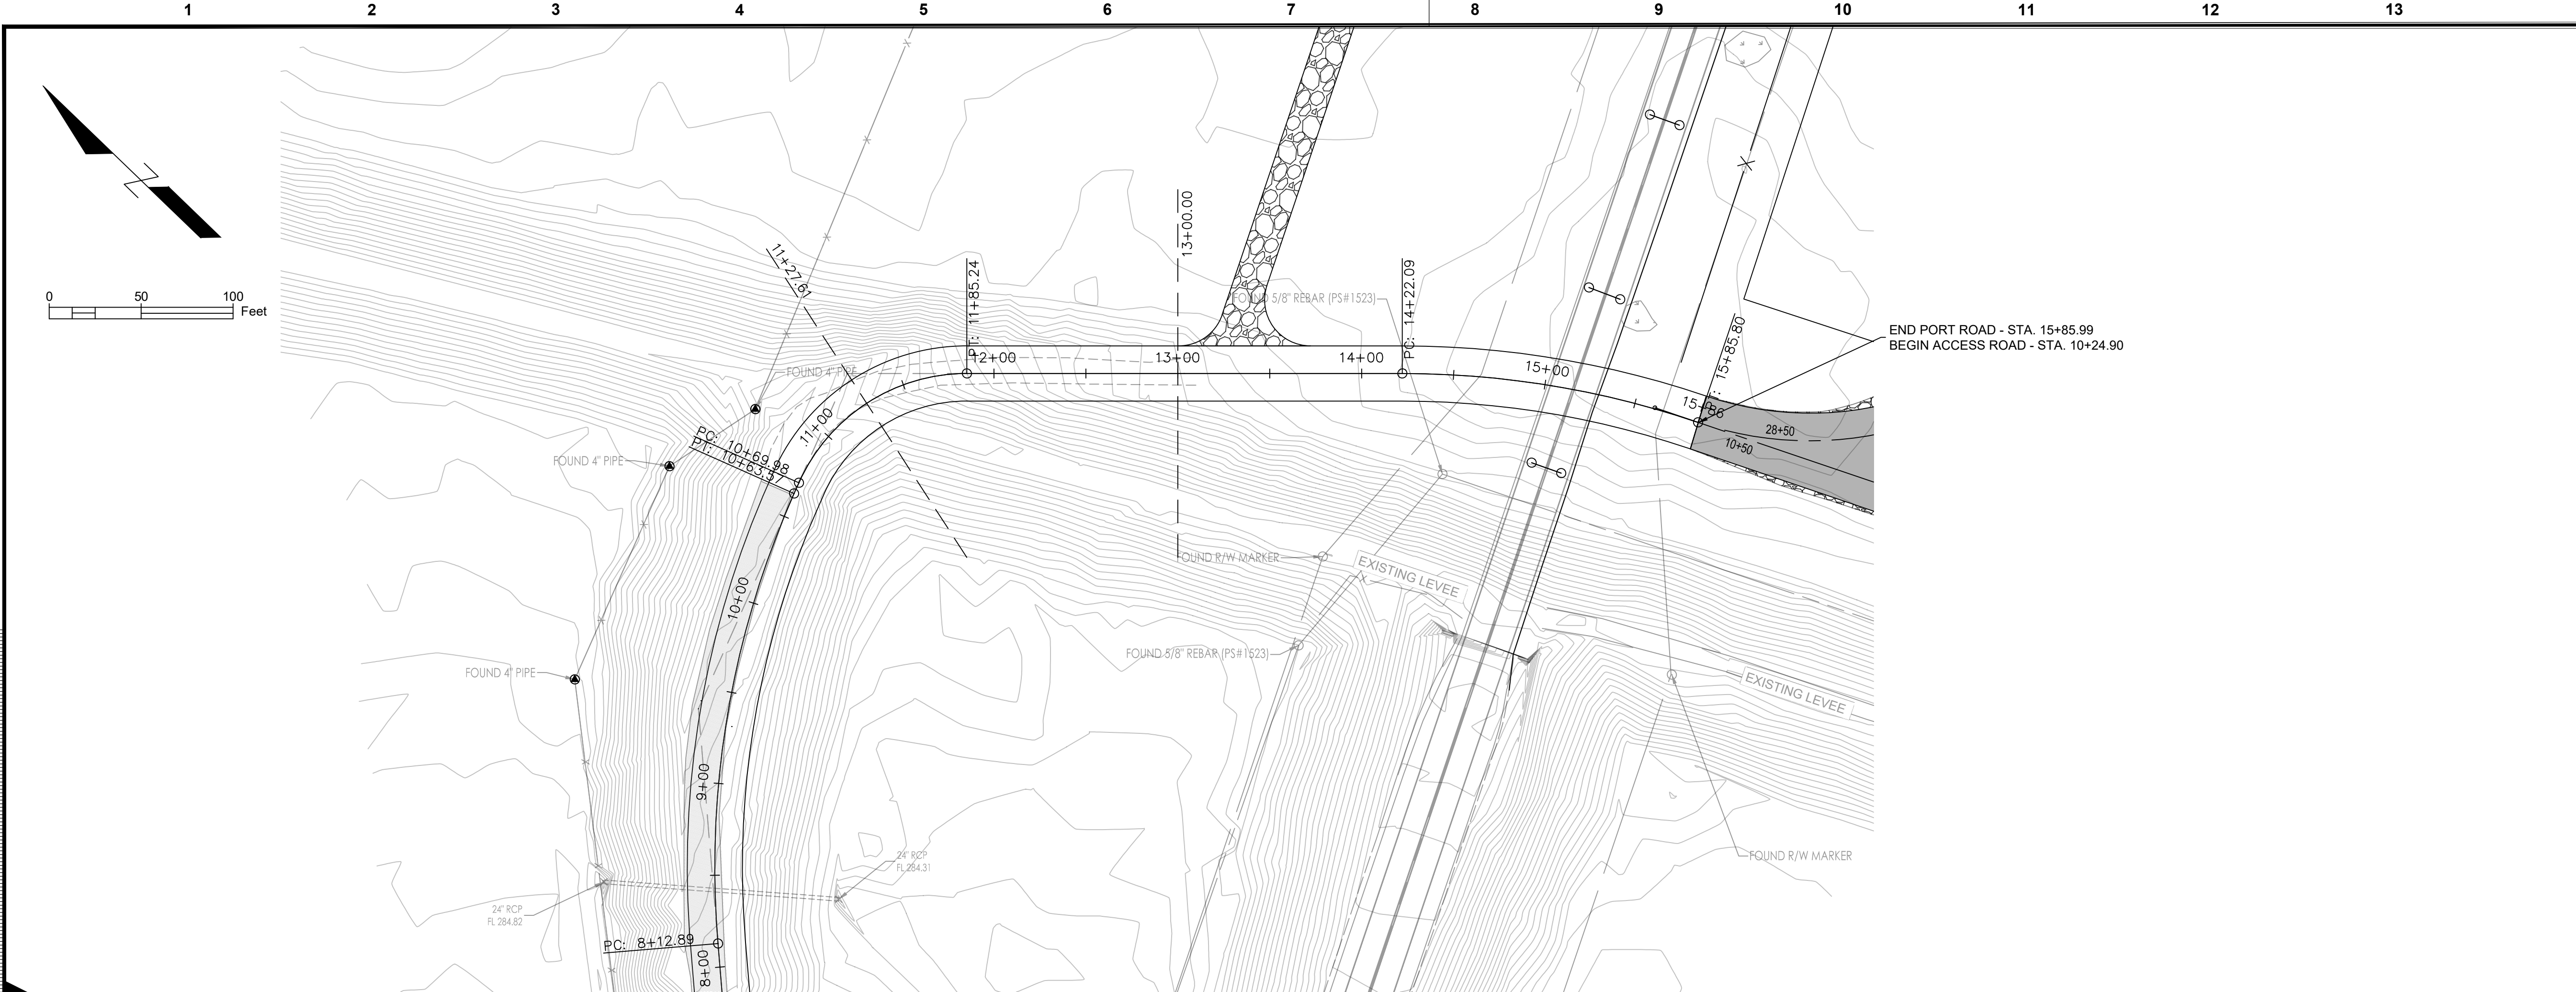 1 2 3 4 5 6 7 8 9 10 11 12 13
0 50 100
Feet
11+27.61
PT: 11+85.24
13+00.00
FOUND 5/8" REBAR (PS#1523)
PC: 14+22.09
15+85.80
END PORT ROAD - STA. 15+85.99
BEGIN ACCESS ROAD - STA. 10+24.90
12+00
13+00
14+00
15+00
15+86
FOUND 4" PIPE
11+00
PC: 10+69.98
PT: 10+63.57
28+50
10+50
FOUND 4" PIPE
FOUND R/W MARKER
EXISTING LEVEE
10+00
FOUND 5/8" REBAR (PS#1523)
FOUND 4" PIPE
EXISTING LEVEE
9+00
24" RCP
FL 284.31
FOUND R/W MARKER
24" RCP
FL 284.82
PC: 8+12.89
8+00